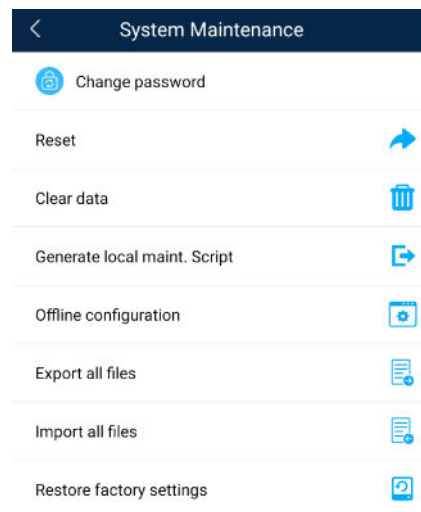 System Maintenance
Change password
Reset
Clear data
Generate local maint. Script
Offline configuration
Export all files
Import all files
Restore factory settings